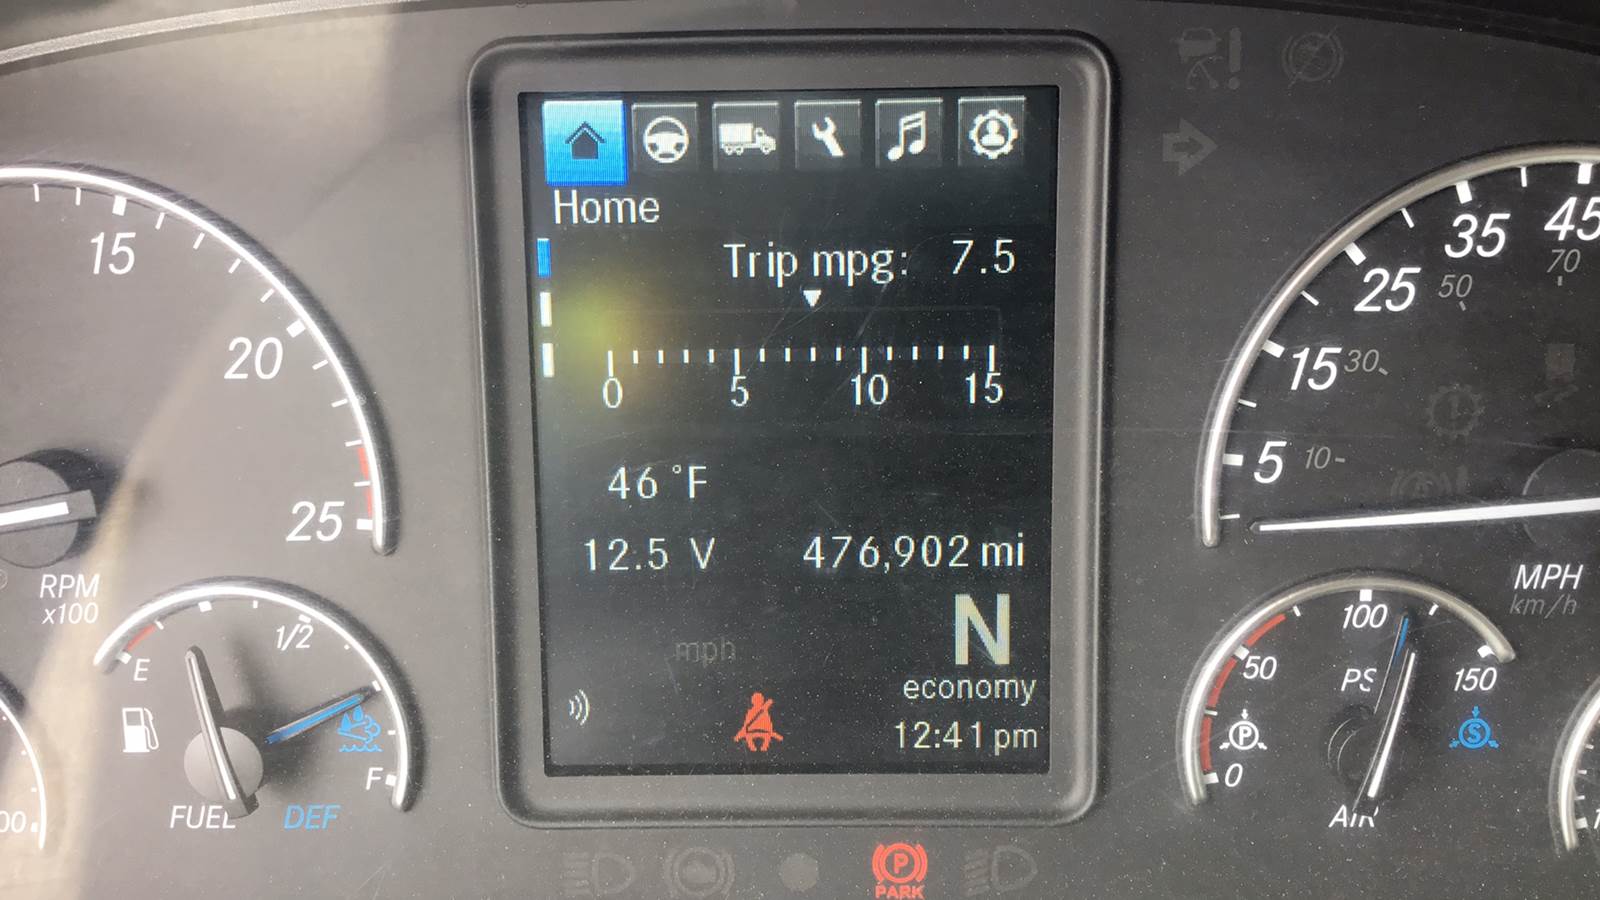 Home
Trip mpg: 7.5
0 5 10 15
46 °F
12.5 V 476,902 mi
N
mph
economy
12:41 pm
15
20
25
RPM
x100
E 1/2 F
FUEL DEF
5 15 25 35 45
10 30 50 70
MPH
km/h
0 50 100 150
P S
AIR
P
PARK